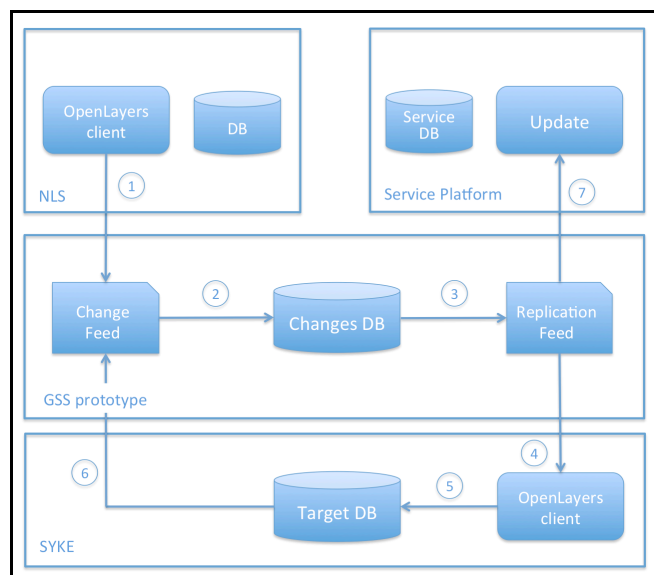 OpenLayers
client
DB
1
NLS
Service
DB
Update
7
Service Platform
Change
Feed
2
Changes DB
3
Replication
Feed
GSS prototype
6
Target DB
5
4
OpenLayers
client
SYKE